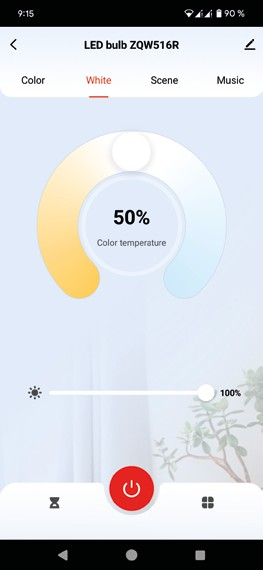 9:15
90 %
LED bulb ZQW516R
Color
White
Scene
Music
50%
Color temperature
100%